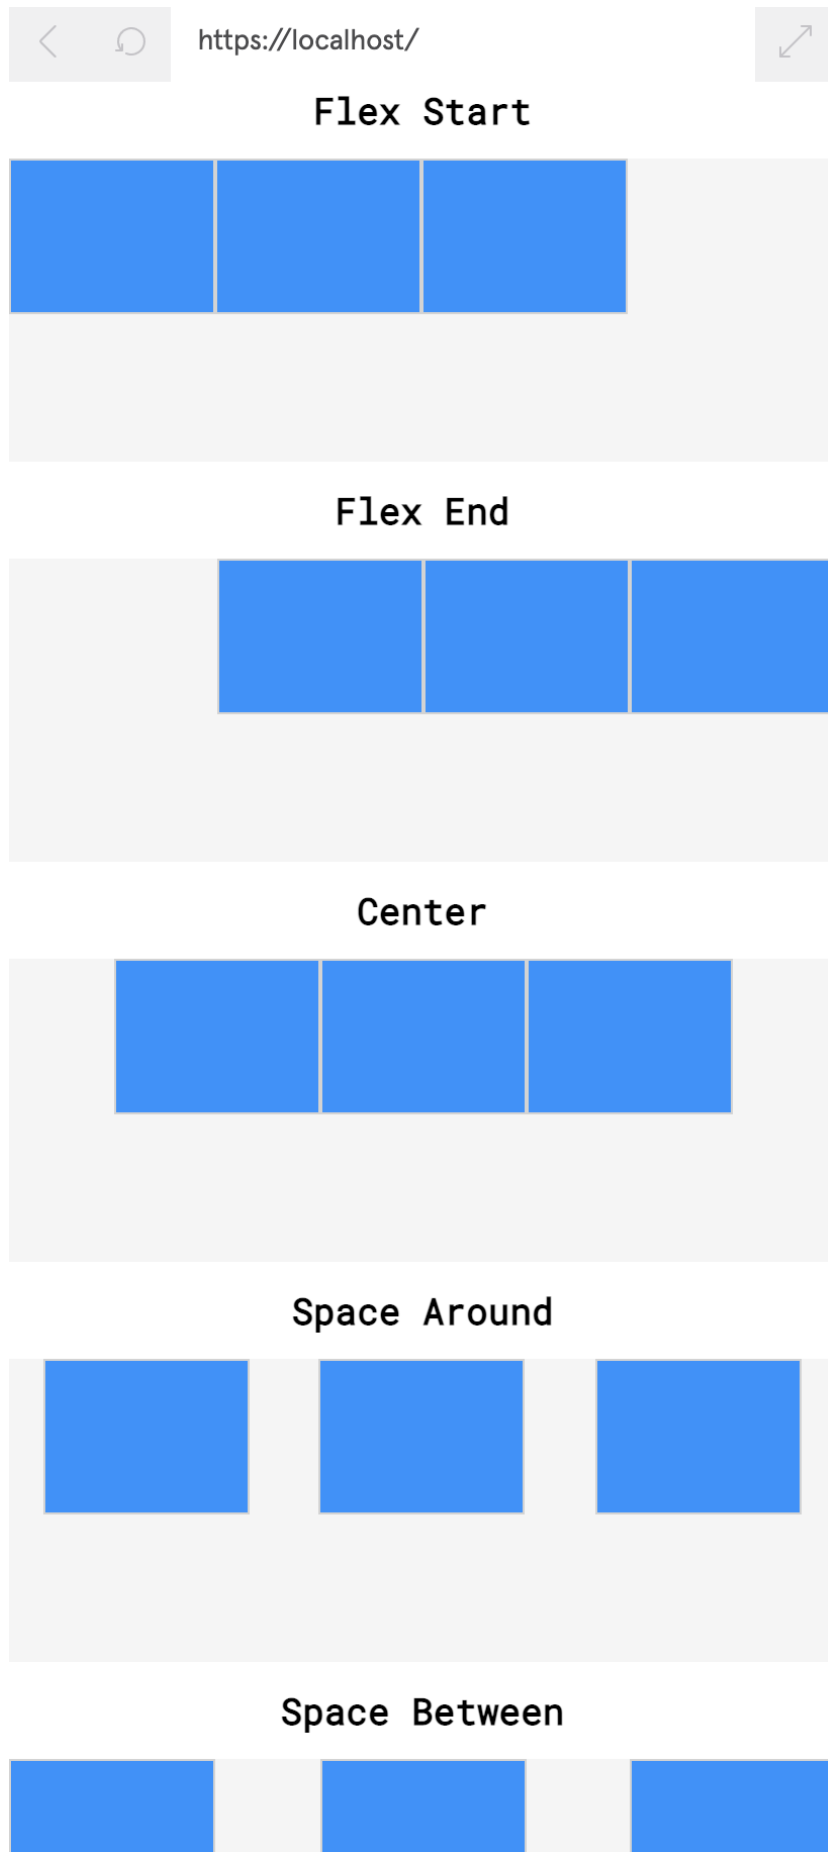 https://localhost/
Flex Start
Flex End
Center
Space Around
Space Between